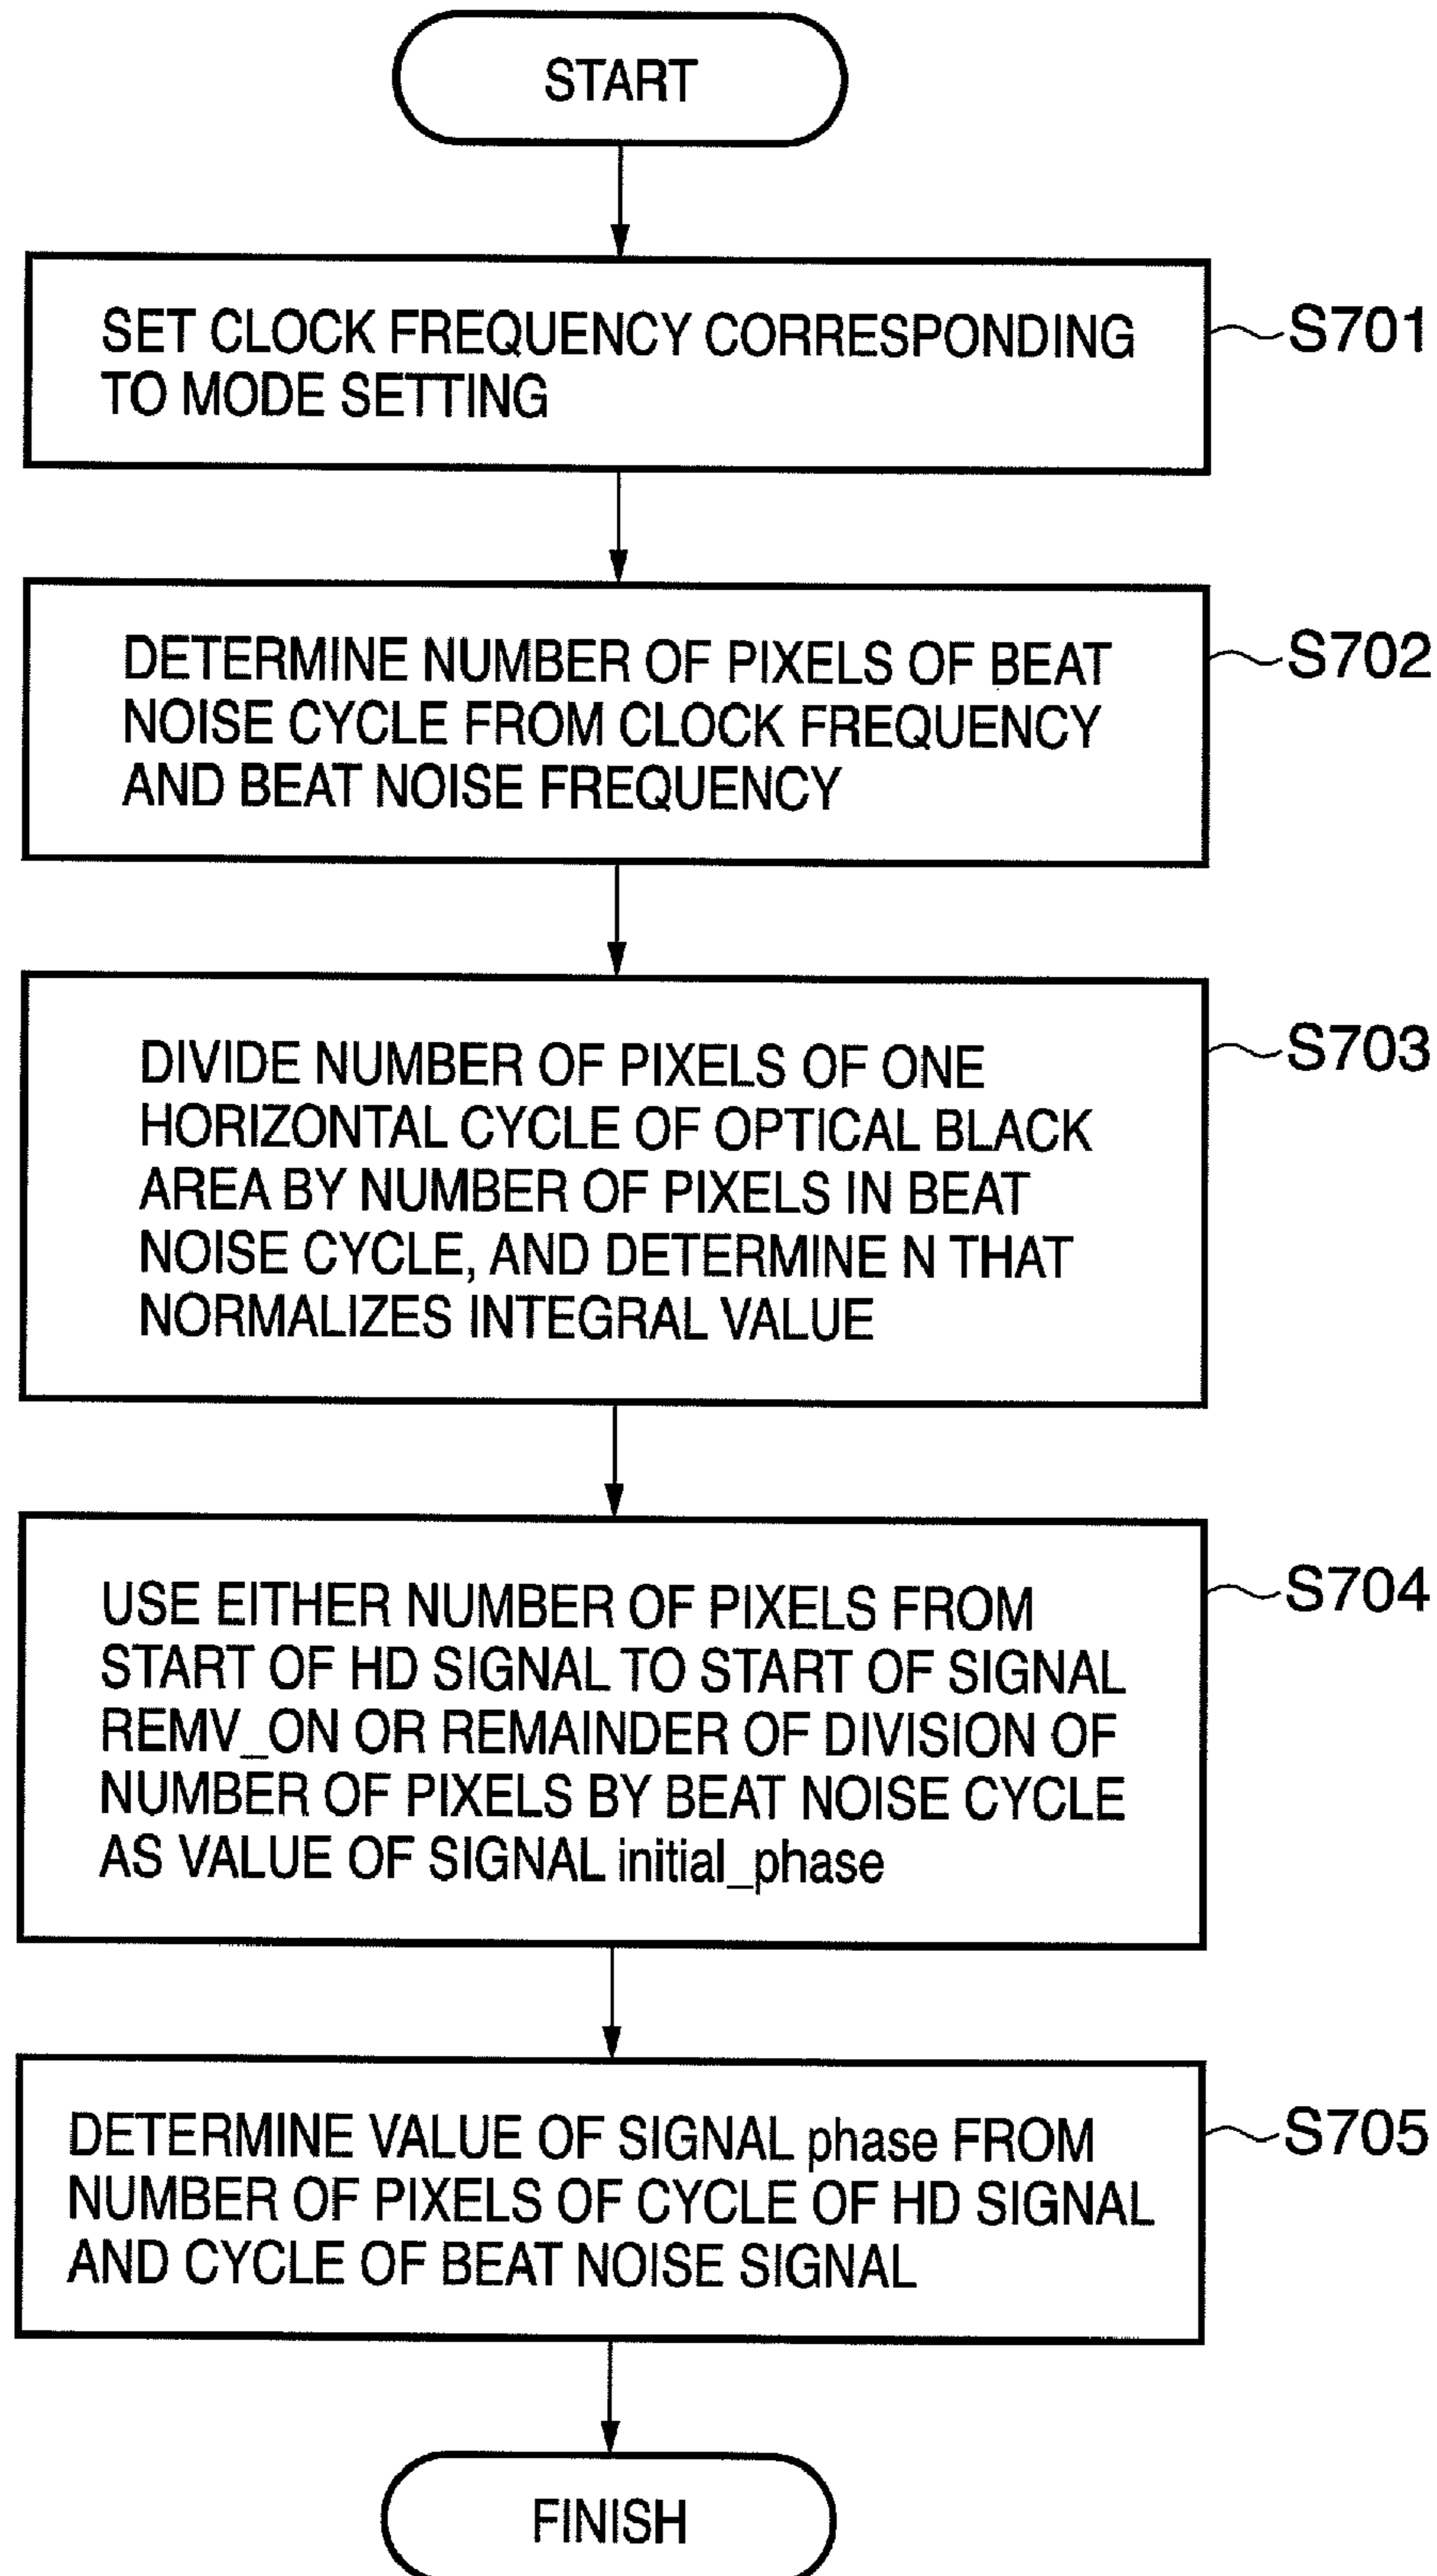 START
SET CLOCK FREQUENCY CORRESPONDING
TO MODE SETTING
S701
DETERMINE NUMBER OF PIXELS OF BEAT
NOISE CYCLE FROM CLOCK FREQUENCY
AND BEAT NOISE FREQUENCY
S702
DIVIDE NUMBER OF PIXELS OF ONE
HORIZONTAL CYCLE OF OPTICAL BLACK
AREA BY NUMBER OF PIXELS IN BEAT
NOISE CYCLE, AND DETERMINE N THAT
NORMALIZES INTEGRAL VALUE
S703
USE EITHER NUMBER OF PIXELS FROM
START OF HD SIGNAL TO START OF SIGNAL
REMV_ON OR REMAINDER OF DIVISION OF
NUMBER OF PIXELS BY BEAT NOISE CYCLE
AS VALUE OF SIGNAL initial_phase
S704
DETERMINE VALUE OF SIGNAL phase FROM
NUMBER OF PIXELS OF CYCLE OF HD SIGNAL
AND CYCLE OF BEAT NOISE SIGNAL
S705
FINISH